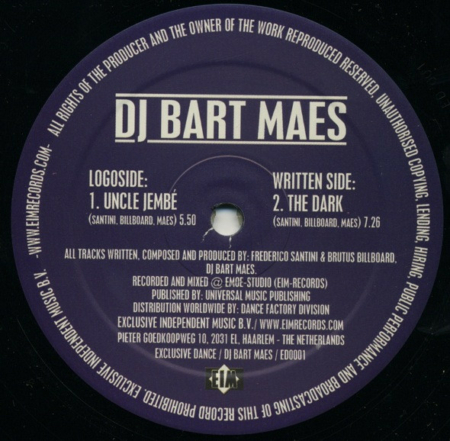 ALL RIGHTS OF THE PRODUCER AND THE OWNER OF THE WORK REPRODUCED RESERVED. UNAUTHORISED COPYING, LENDING, HIRING, PUBLIC PERFORMANCE AND BROADCASTING OF THIS RECORD PROHIBITED. EXCLUSIVE INDEPENDENT MUSIC B.V. -WWW.EIMRECORDS.COM-
DJ BART MAES
LOGOSIDE:
1. UNCLE JEMBÉ
(SANTINI, BILLBOARD, MAES) 5.50
WRITTEN SIDE:
2. THE DARK
(SANTINI, BILLBOARD, MAES) 7.26
ALL TRACKS WRITTEN, COMPOSED AND PRODUCED BY: FREDERICO SANTINI & BRUTUS BILLBOARD,
DJ BART MAES.
RECORDED AND MIXED @ EMGE-STUDIO (EIM-RECORDS)
PUBLISHED BY: UNIVERSAL MUSIC PUBLISHING
DISTRIBUTION WORLDWIDE BY: DANCE FACTORY DIVISION
EXCLUSIVE INDEPENDENT MUSIC B.V./ WWW.EIMRECORDS.COM
PIETER GOEDKOOPWEG 10, 2031 EL, HAARLEM - THE NETHERLANDS
EXCLUSIVE DANCE / DJ BART MAES / ED0001
EIM